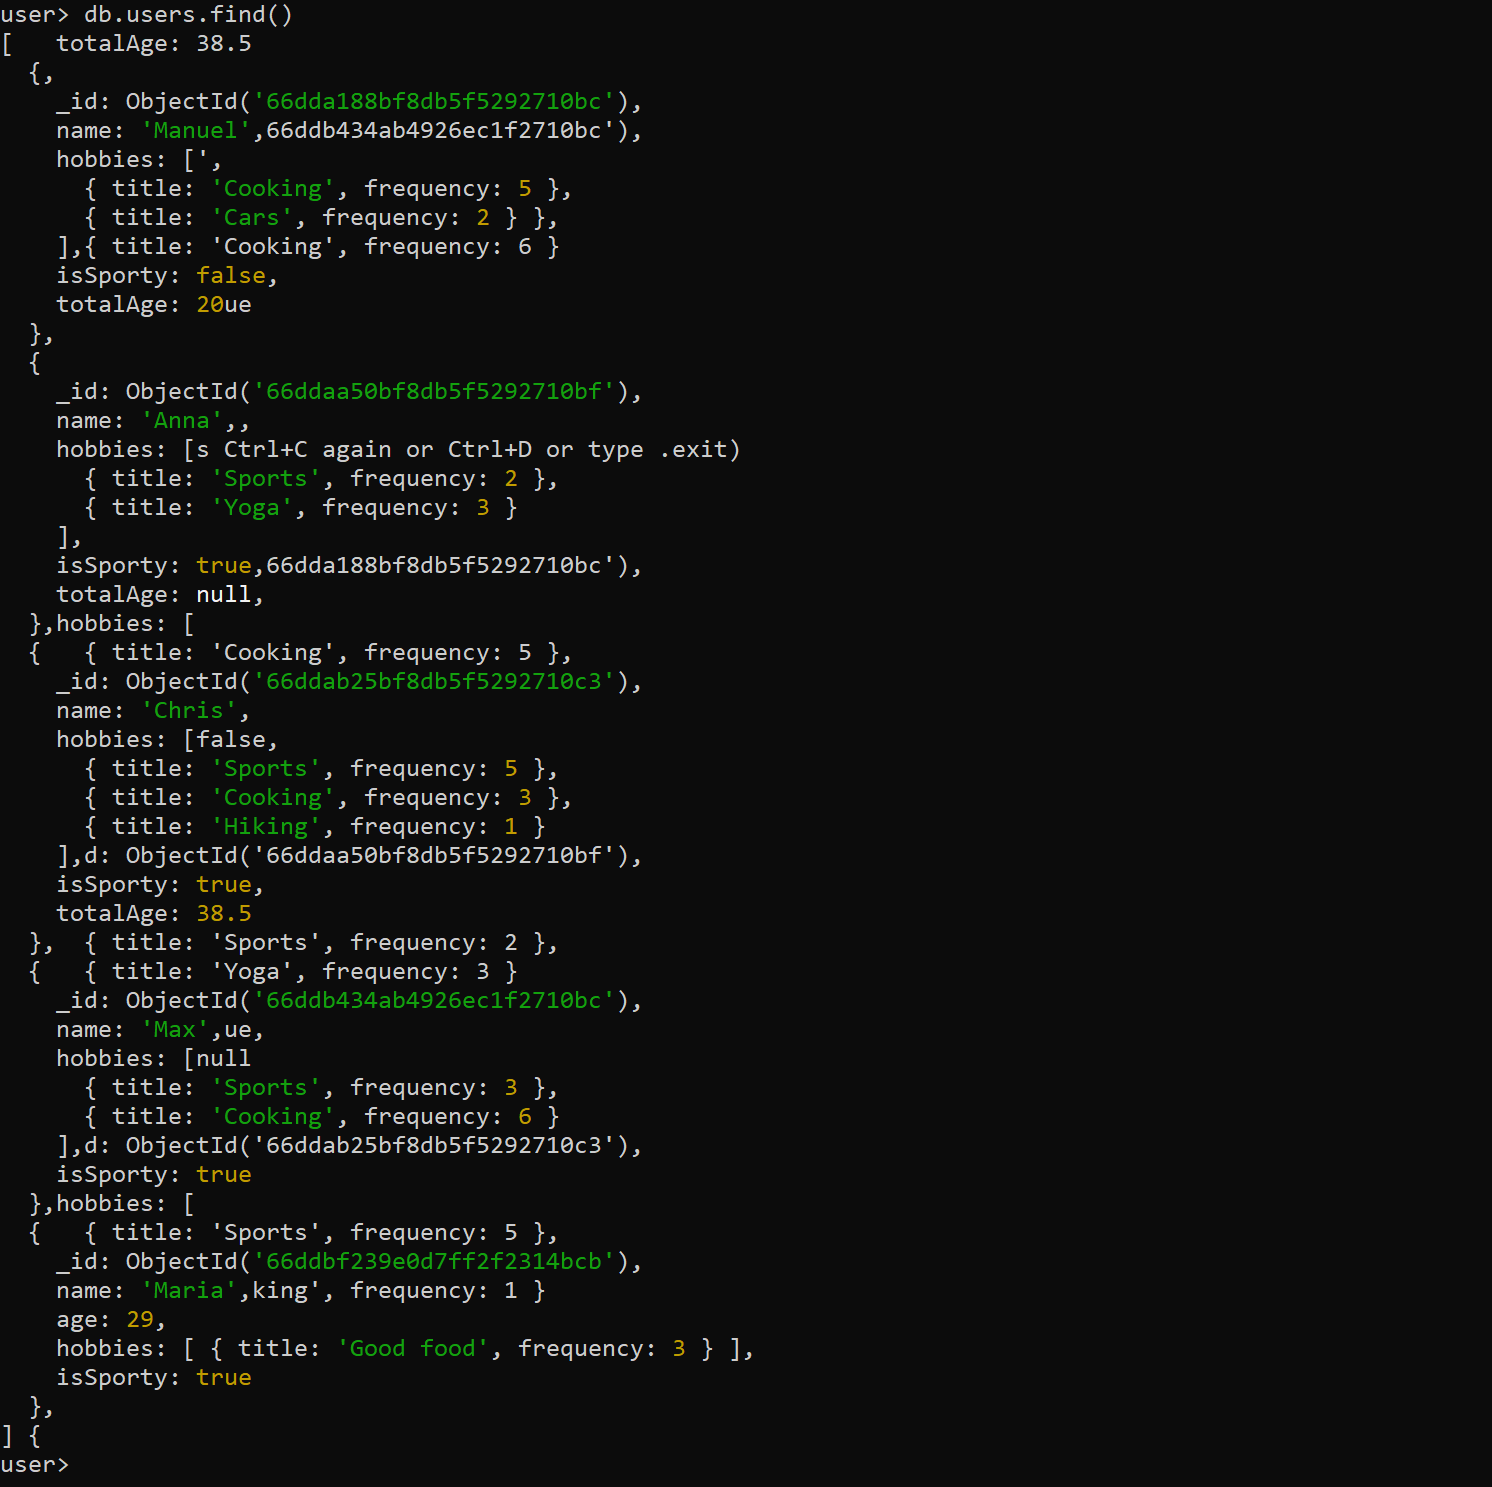 user> db.users.find()
[   totalAge: 38.5
  {,
    _id: ObjectId('66dda188bf8db5f5292710bc'),
    name: 'Manuel',66ddb434ab4926ec1f2710bc'),
    hobbies: [',
      { title: 'Cooking', frequency: 5 },
      { title: 'Cars', frequency: 2 } },
    ],{ title: 'Cooking', frequency: 6 }
    isSporty: false,
    totalAge: 20ue
  },
  {
    _id: ObjectId('66ddaa50bf8db5f5292710bf'),
    name: 'Anna',,
    hobbies: [s Ctrl+C again or Ctrl+D or type .exit)
      { title: 'Sports', frequency: 2 },
      { title: 'Yoga', frequency: 3 }
    ],
    isSporty: true,66dda188bf8db5f5292710bc'),
    totalAge: null,
  },hobbies: [
  {   { title: 'Cooking', frequency: 5 },
    _id: ObjectId('66ddab25bf8db5f5292710c3'),
    name: 'Chris',
    hobbies: [false,
      { title: 'Sports', frequency: 5 },
      { title: 'Cooking', frequency: 3 },
      { title: 'Hiking', frequency: 1 }
    ],d: ObjectId('66ddaa50bf8db5f5292710bf'),
    isSporty: true,
    totalAge: 38.5
  },  { title: 'Sports', frequency: 2 },
  {   { title: 'Yoga', frequency: 3 }
    _id: ObjectId('66ddb434ab4926ec1f2710bc'),
    name: 'Max',ue,
    hobbies: [null
      { title: 'Sports', frequency: 3 },
      { title: 'Cooking', frequency: 6 }
    ],d: ObjectId('66ddab25bf8db5f5292710c3'),
    isSporty: true
  },hobbies: [
  {   { title: 'Sports', frequency: 5 },
    _id: ObjectId('66ddbf239e0d7ff2f2314bcb'),
    name: 'Maria',king', frequency: 1 }
    age: 29,
    hobbies: [ { title: 'Good food', frequency: 3 } ],
    isSporty: true
  },
] {
user>